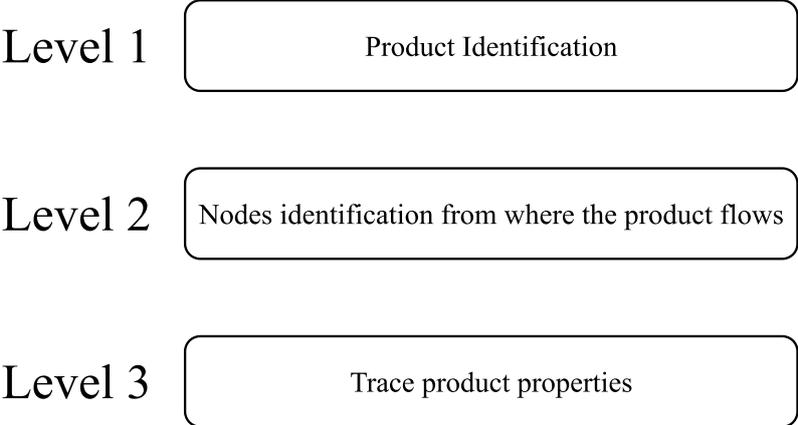 Level 1 Product Identification
Level 2 Nodes identification from where the product flows
Level 3 Trace product properties